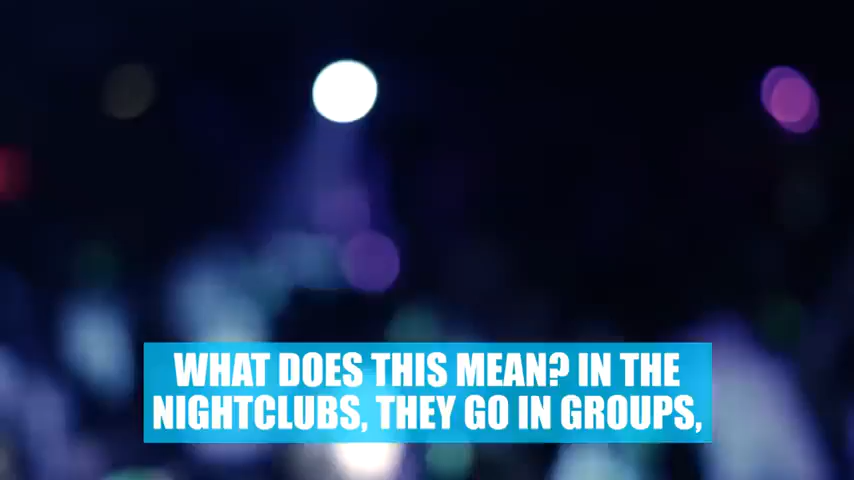 WHAT DOES THIS MEAN? IN THE
NIGHTCLUBS, THEY GO IN GROUPS,